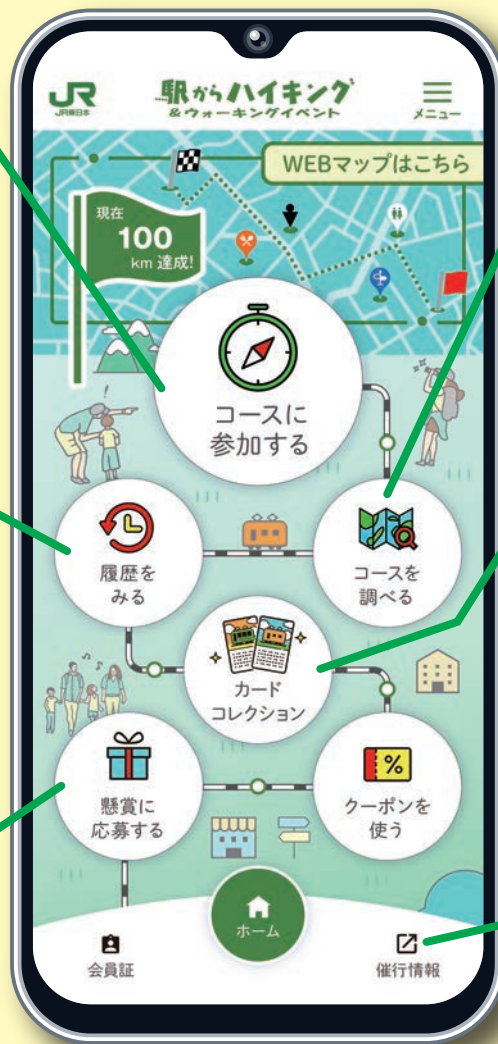 JR
JR東日本
駅からハイキング
&ウォーキングイベント
メニュー
WEBマップはこちら
現在
100
km 達成!
コースに
参加する
履歴を
みる
コースを
調べる
カード
コレクション
懸賞に
応募する
%
クーポンを
使う
ホーム
会員証
催行情報